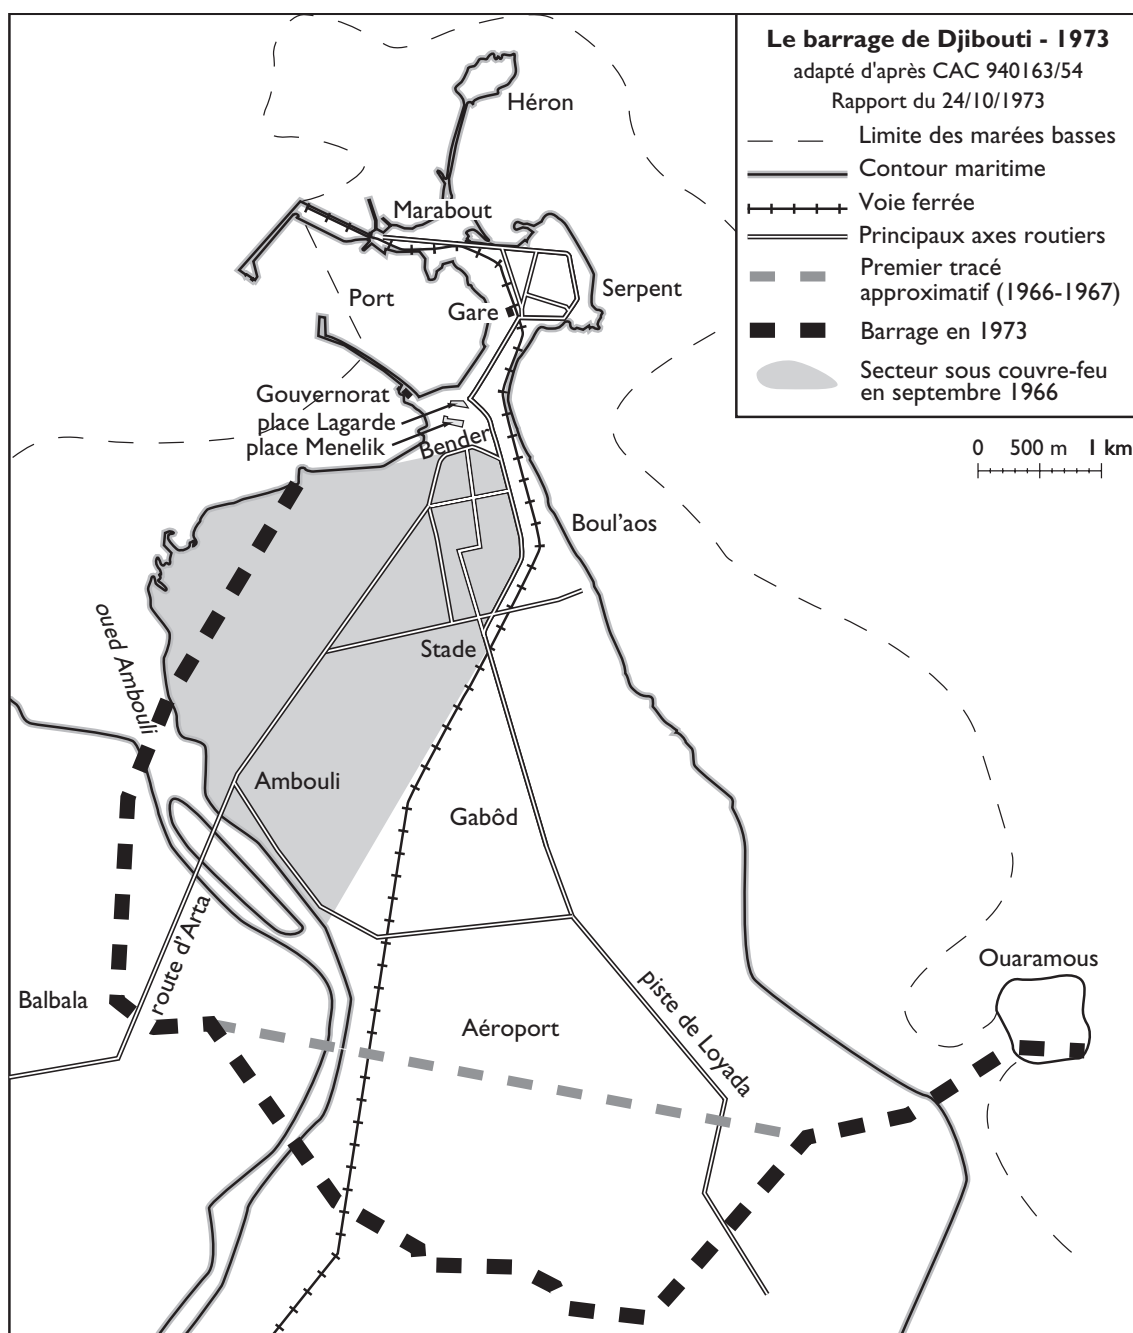 Le barrage de Djibouti - 1973
adapté d'après CAC 940163/54
Rapport du 24/10/1973
Limite des marées basses
Contour maritime
Voie ferrée
Principaux axes routiers
Premier tracé
approximatif (1966-1967)
Barrage en 1973
Secteur sous couvre-feu
en septembre 1966
0 500 m 1 km
Héron
Marabout
Serpent
Port
Gare
Gouvernorat
place Lagarde
place Menelik
Bender
Boul'aos
oued Ambouli
Stade
Ambouli
Gabôd
route d'Arta
Balbala
Aéroport
piste de Loyada
Ouaramous